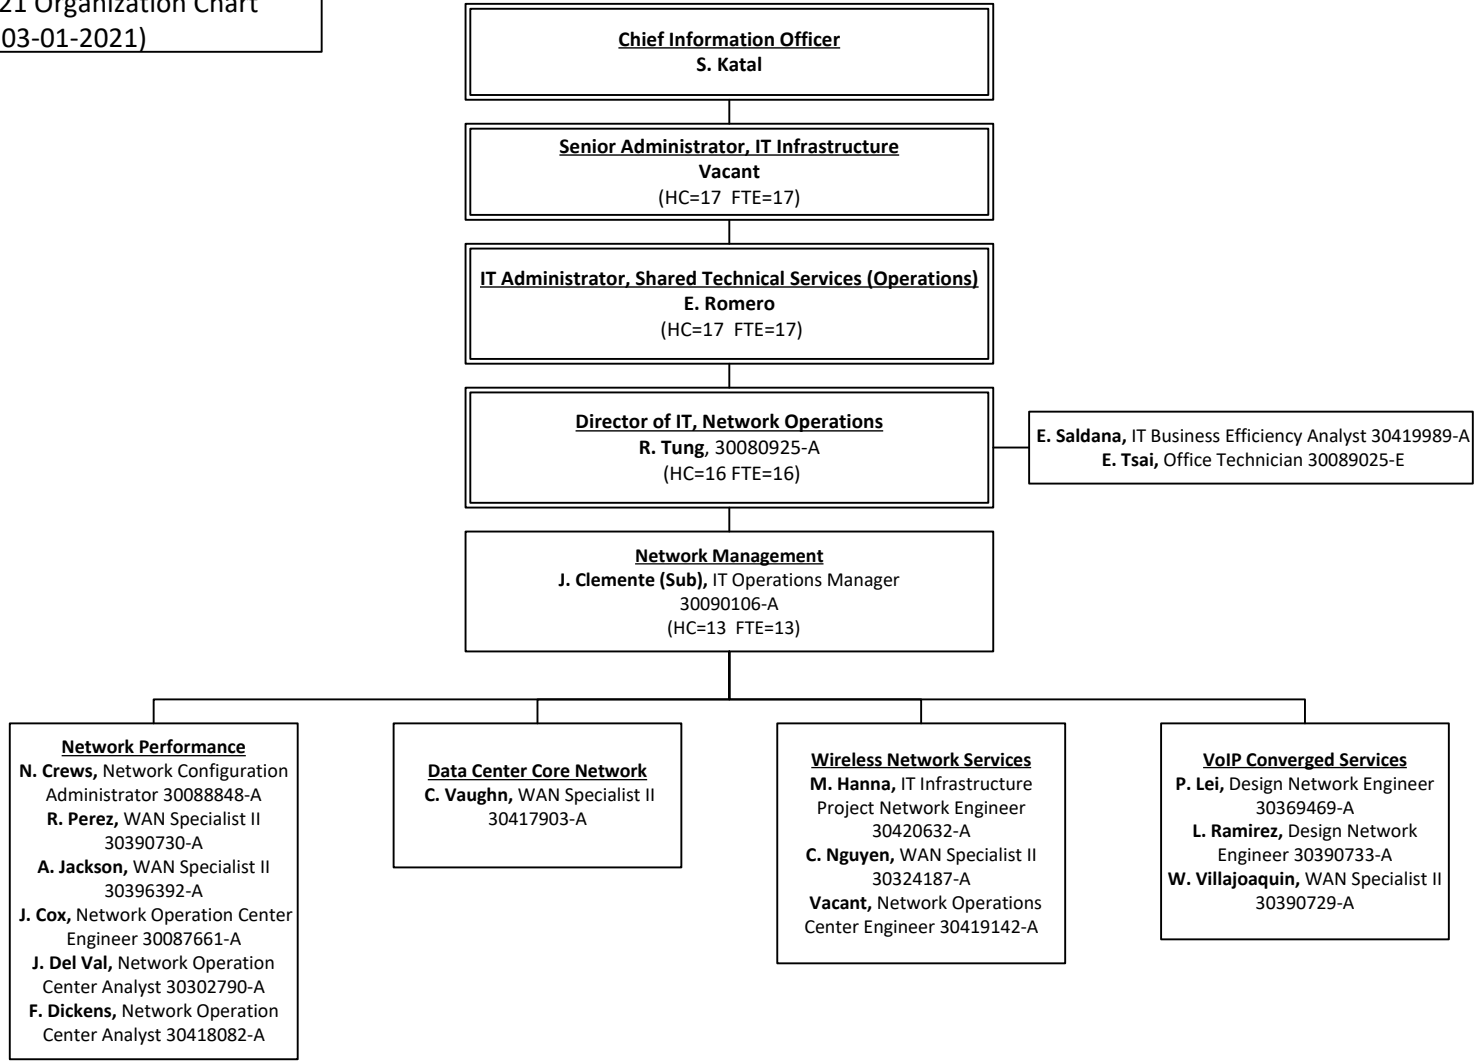 21 Organization Chart
03-01-2021)
Chief Information Officer
S. Katal
Senior Administrator, IT Infrastructure
Vacant
(HC=17 FTE=17)
IT Administrator, Shared Technical Services (Operations)
E. Romero
(HC=17 FTE=17)
Director of IT, Network Operations
R. Tung, 30080925-A
(HC=16 FTE=16)
E. Saldana, IT Business Efficiency Analyst 30419989-A
E. Tsai, Office Technician 30089025-E
Network Management
J. Clemente (Sub), IT Operations Manager
30090106-A
(HC=13 FTE=13)
Network Performance
N. Crews, Network Configuration
Administrator 30088848-A
R. Perez, WAN Specialist II
30390730-A
A. Jackson, WAN Specialist II
30396392-A
J. Cox, Network Operation Center
Engineer 30087661-A
J. Del Val, Network Operation
Center Analyst 30302790-A
F. Dickens, Network Operation
Center Analyst 30418082-A
Data Center Core Network
C. Vaughn, WAN Specialist II
30417903-A
Wireless Network Services
M. Hanna, IT Infrastructure
Project Network Engineer
30420632-A
C. Nguyen, WAN Specialist II
30324187-A
Vacant, Network Operations
Center Engineer 30419142-A
VoIP Converged Services
P. Lei, Design Network Engineer
30369469-A
L. Ramirez, Design Network
Engineer 30390733-A
W. Villajoaquin, WAN Specialist II
30390729-A